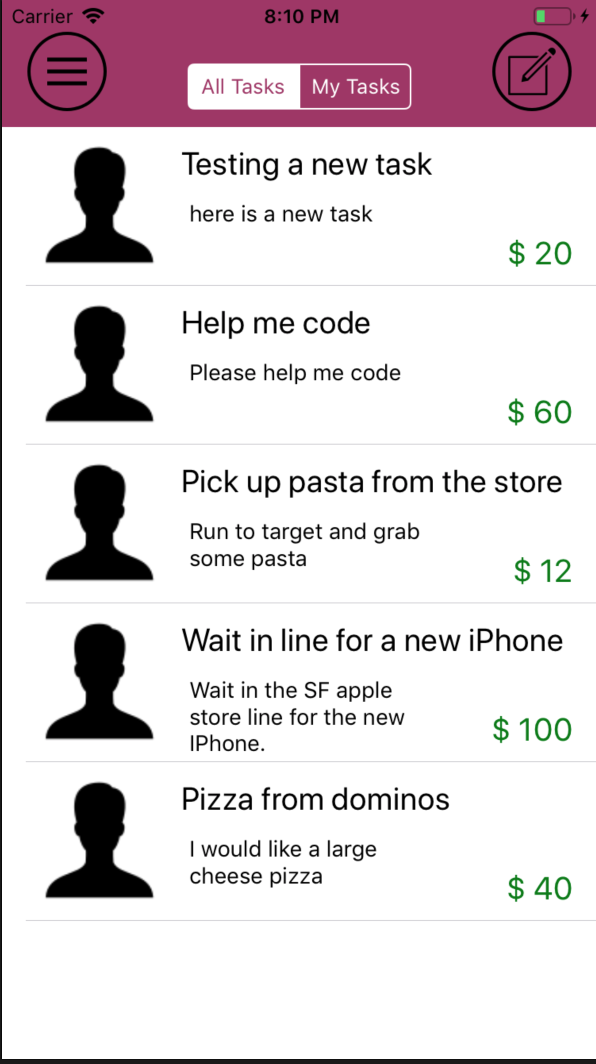 Carrier 8:10 PM
All Tasks My Tasks
Testing a new task
here is a new task
$ 20
Help me code
Please help me code
$ 60
Pick up pasta from the store
Run to target and grab
some pasta
$ 12
Wait in line for a new iPhone
Wait in the SF apple
store line for the new
IPhone.
$ 100
Pizza from dominos
I would like a large
cheese pizza
$ 40